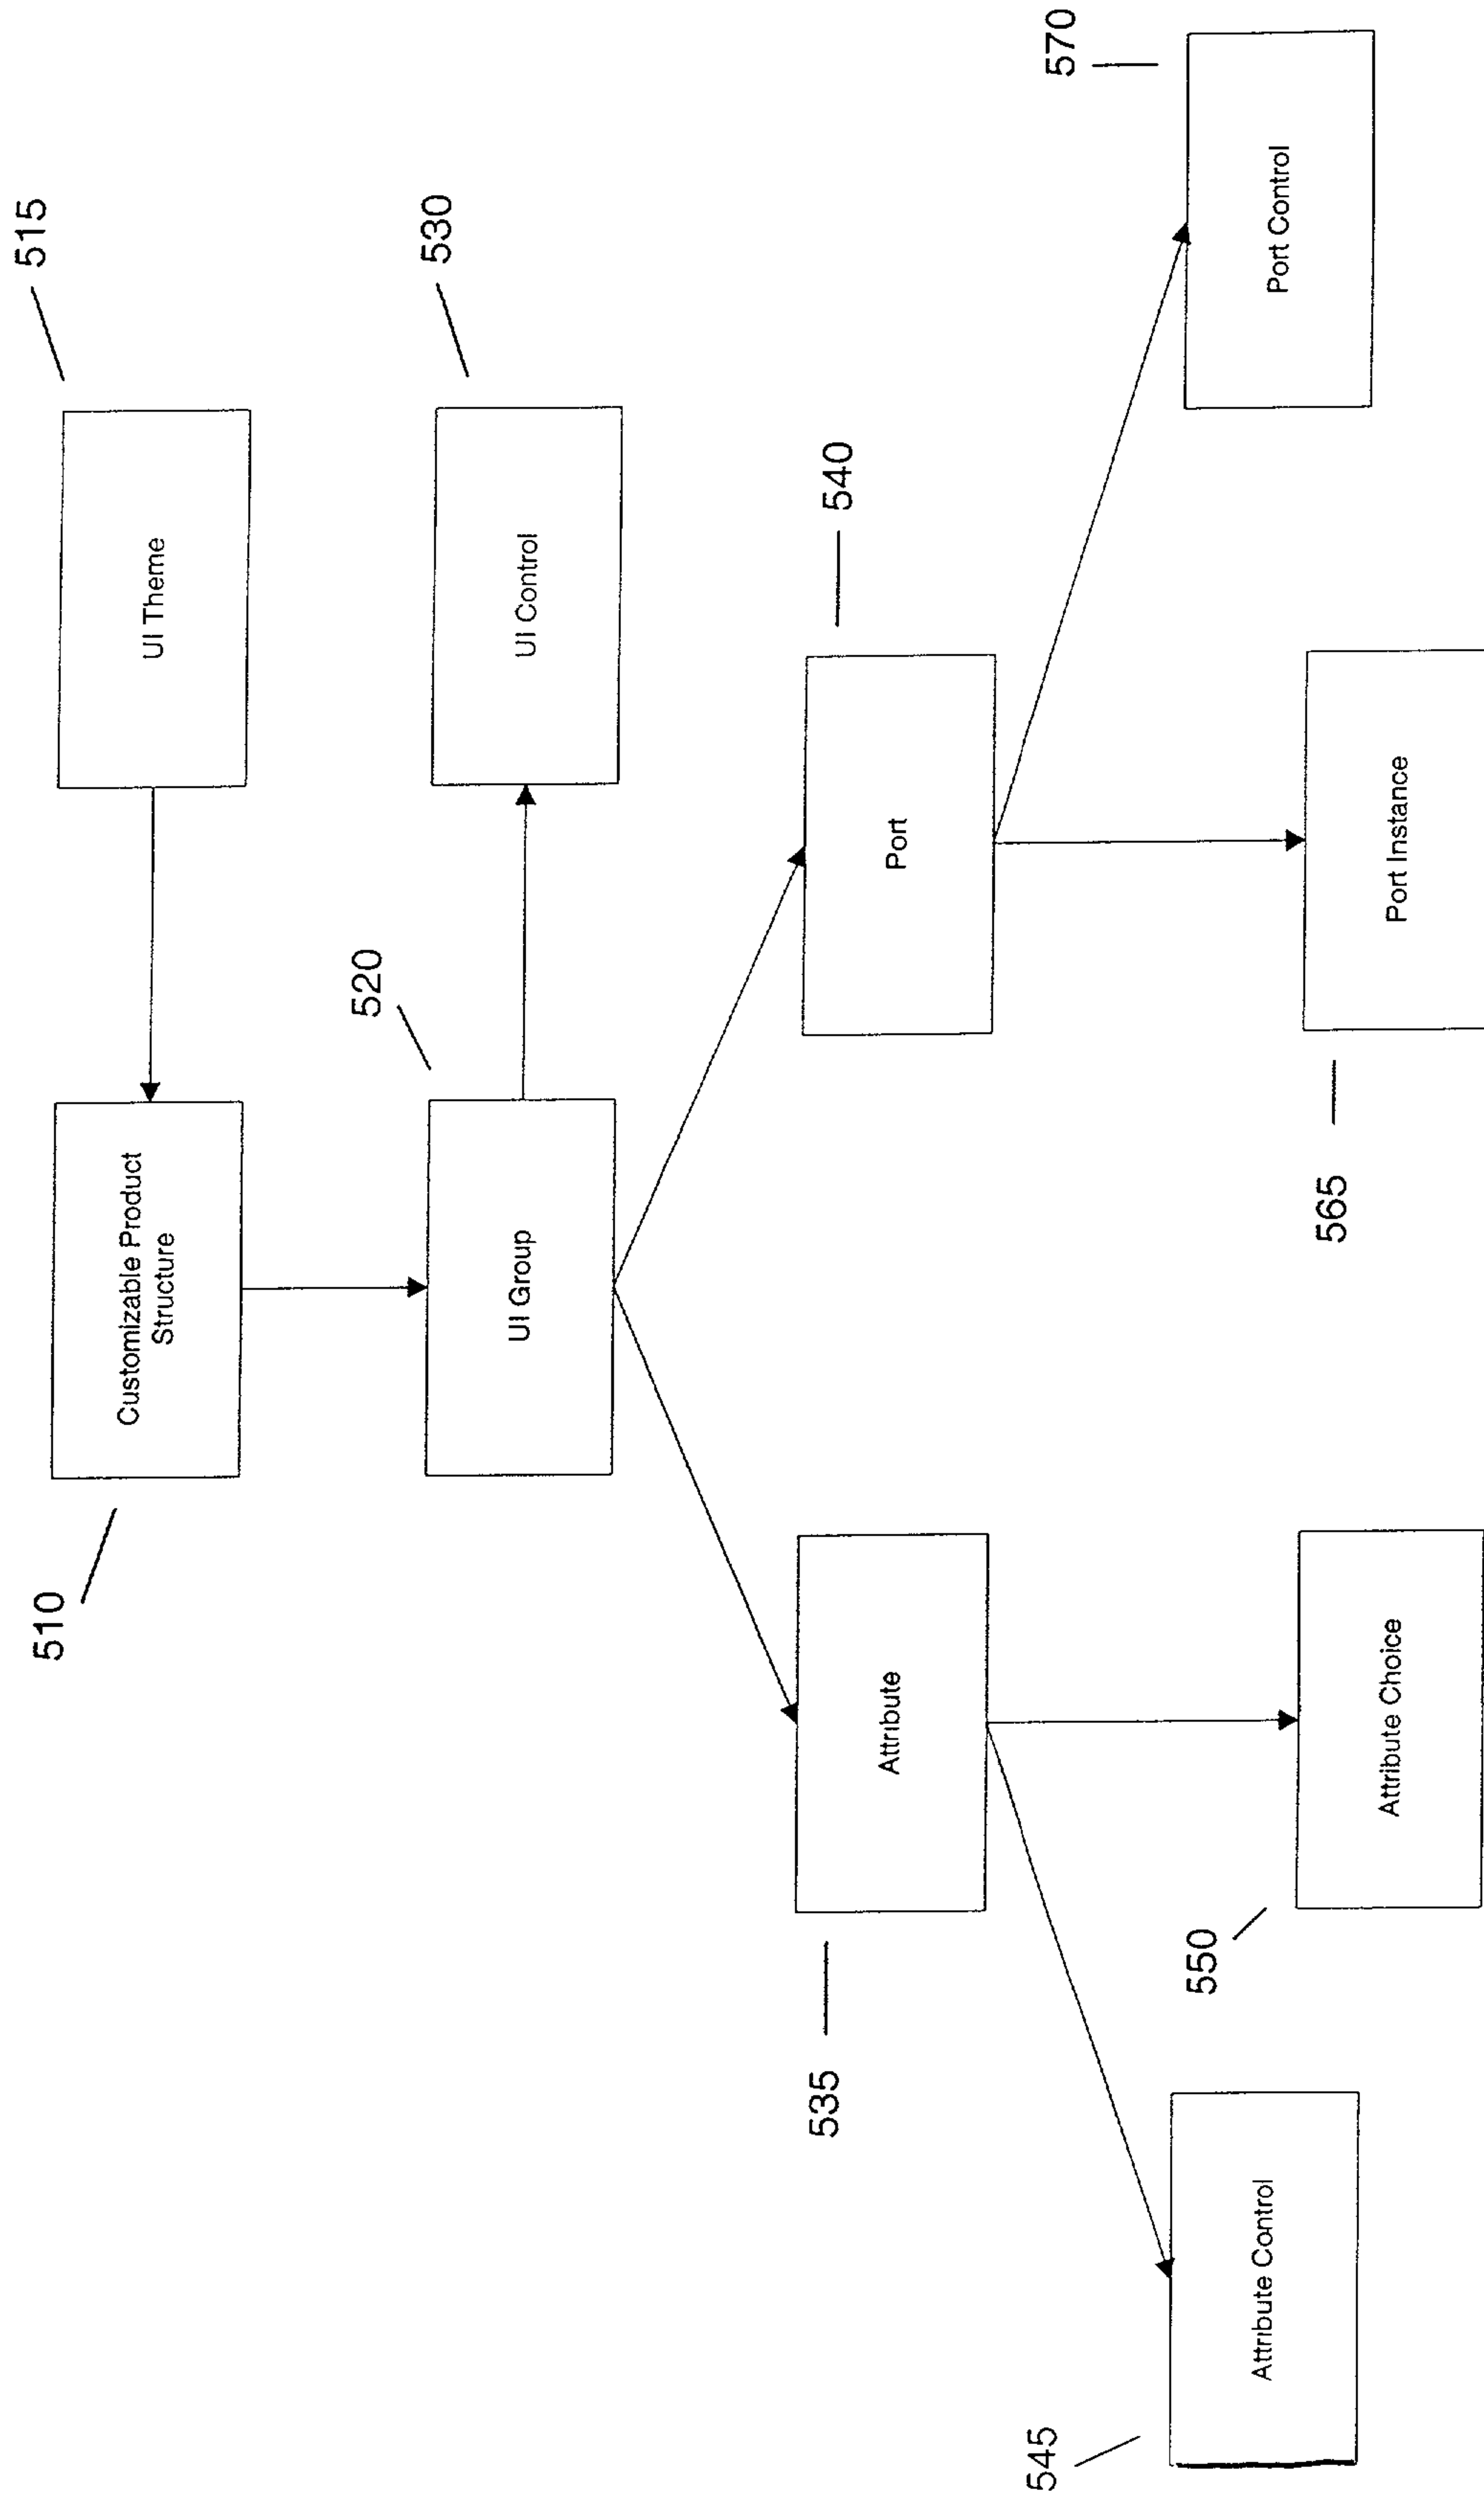 515
UI Theme
510
Customizable Product
Structure
530
UI Control
520
UI Group
540
Port
535
Attribute
570
Port Control
565
Port Instance
550
Attribute Choice
545
Attribute Control